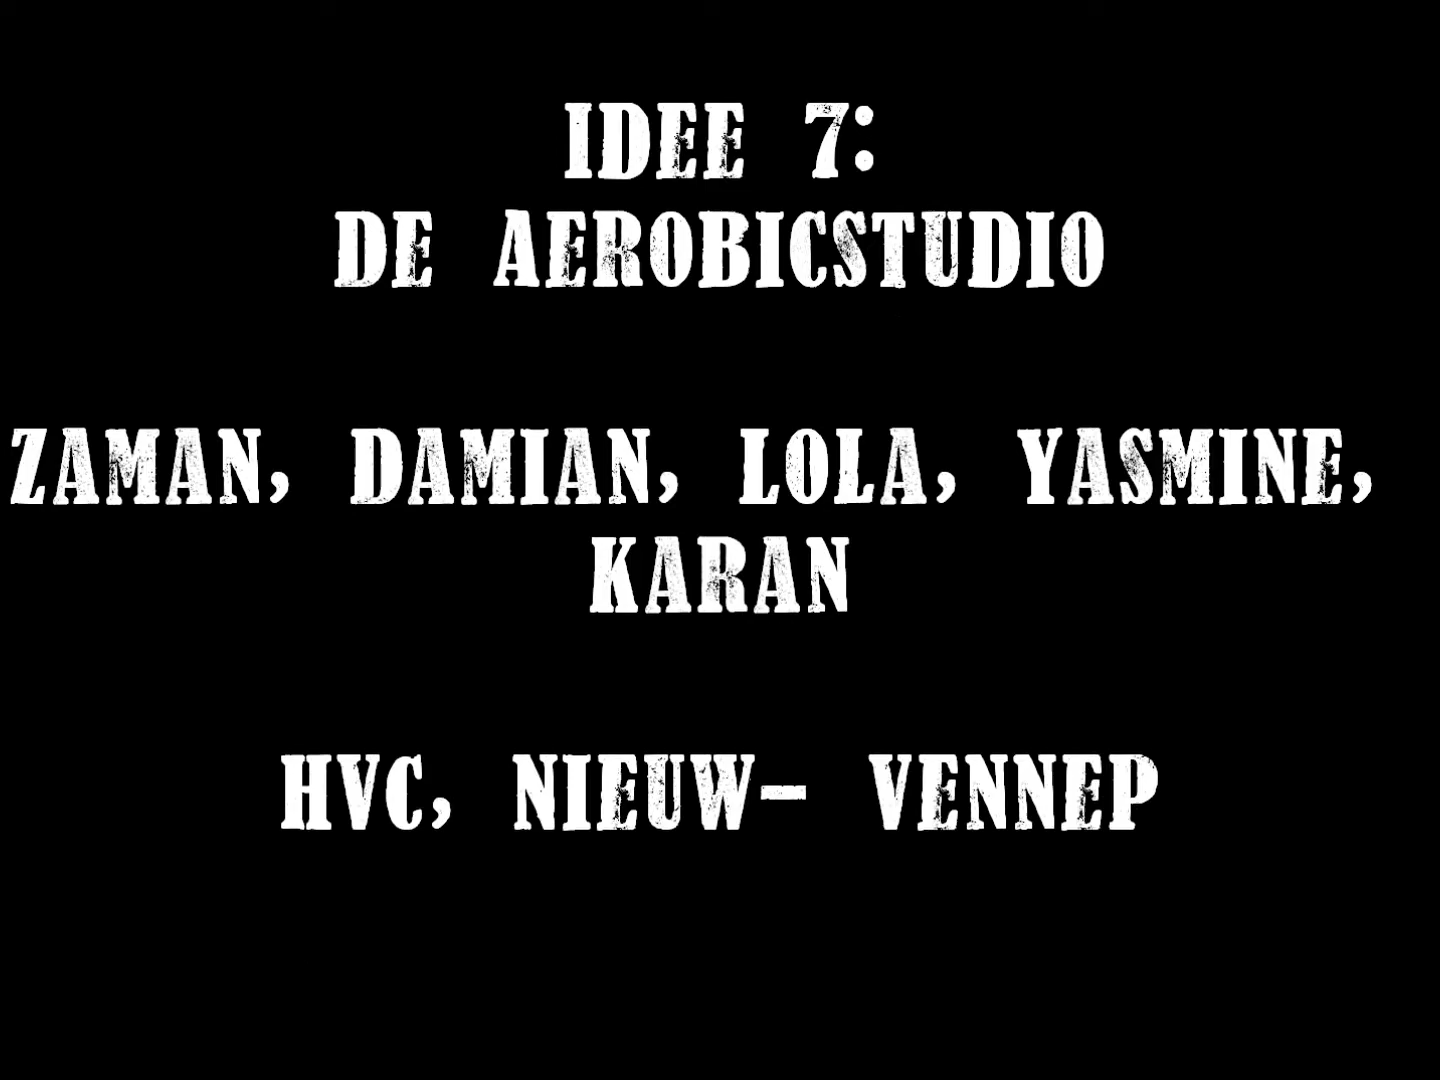 IDEE 7:
DE AEROBICSTUDIO
ZAMAN, DAMIAN, LOLA, YASMINE,
KARAN
HVC, NIEUW- VENNEP